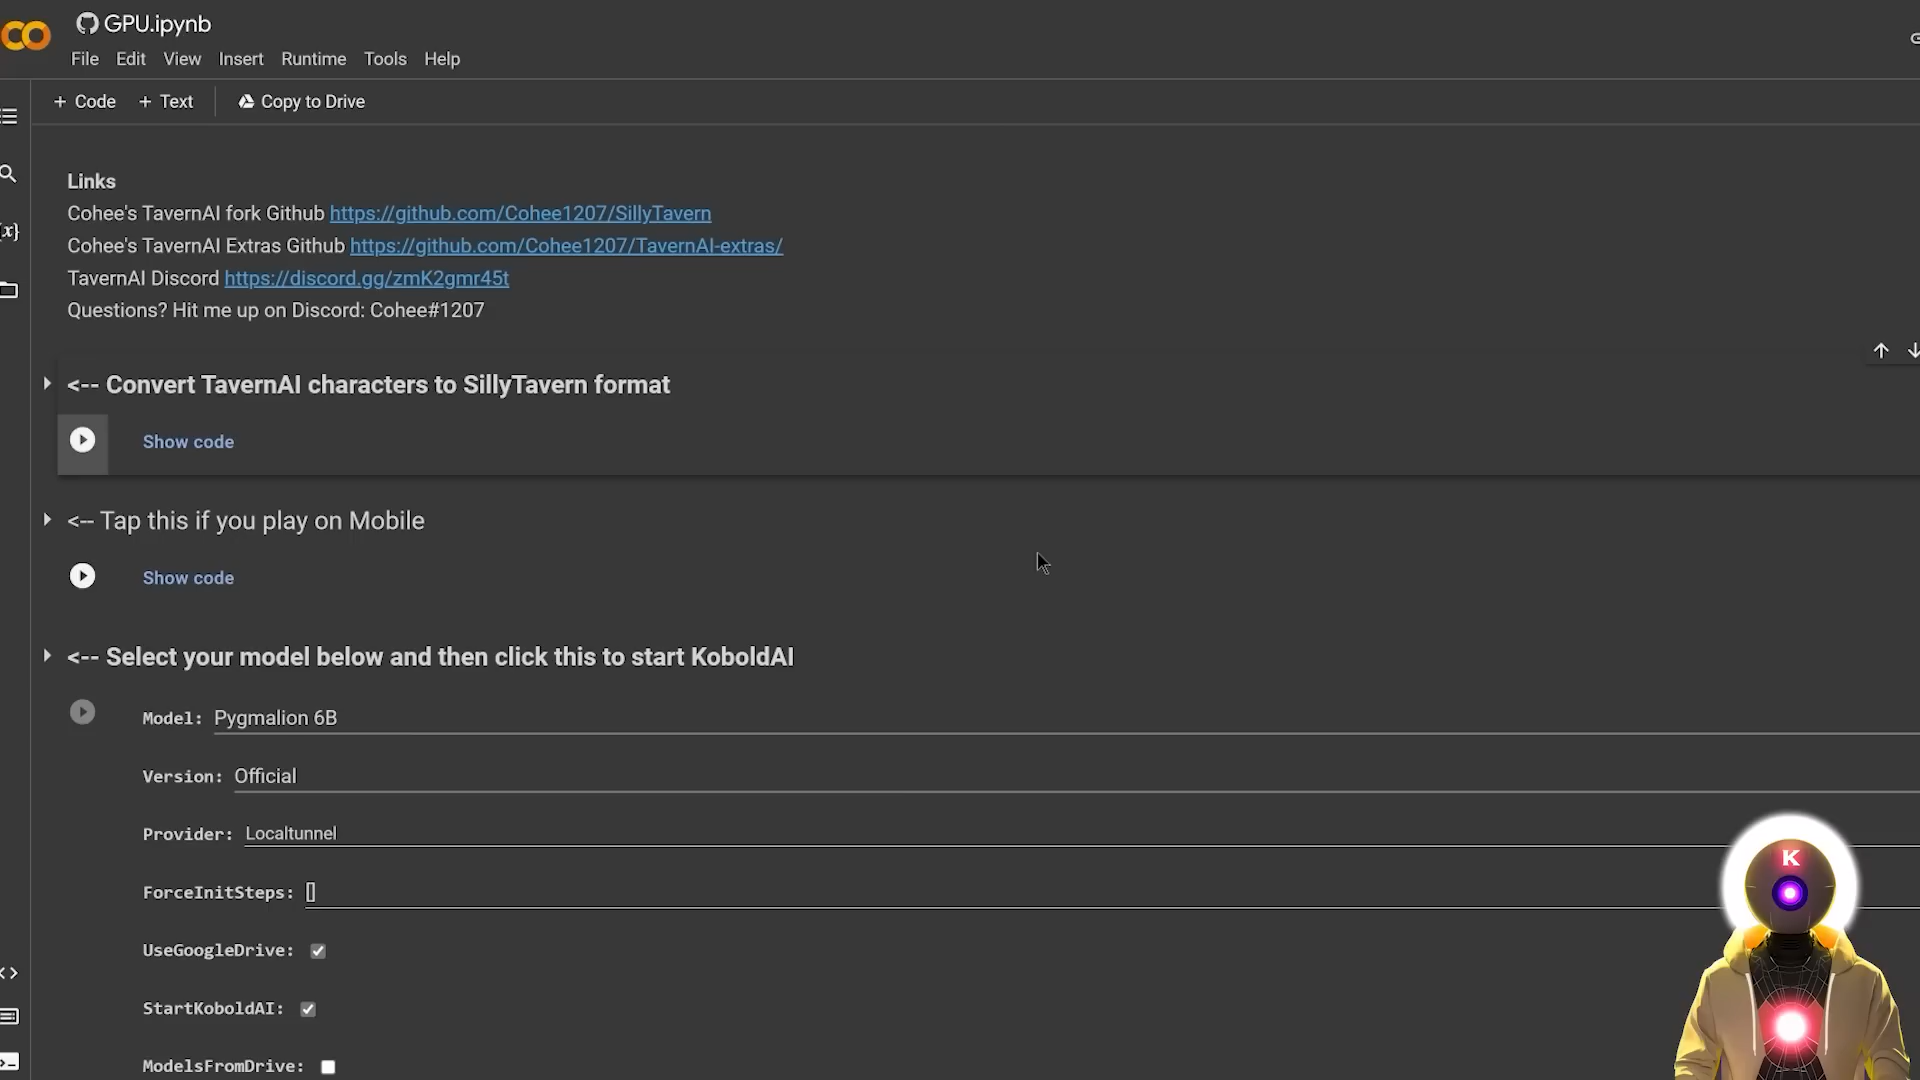 GPU.ipynb
File Edit View Insert Runtime Tools Help
+ Code + Text Copy to Drive
Links
Cohee's TavernAI fork Github https://github.com/Cohee1207/SillyTavern
Cohee's TavernAI Extras Github https://github.com/Cohee1207/TavernAI-extras/
TavernAI Discord https://discord.gg/zmK2gmr45t
Questions? Hit me up on Discord: Cohee#1207
<-- Convert TavernAI characters to SillyTavern format
Show code
<-- Tap this if you play on Mobile
Show code
<-- Select your model below and then click this to start KoboldAI
Model: Pygmalion 6B
Version: Official
Provider: Localtunnel
ForceInitSteps: []
UseGoogleDrive:
StartKoboldAI:
ModelsFromDrive:
K